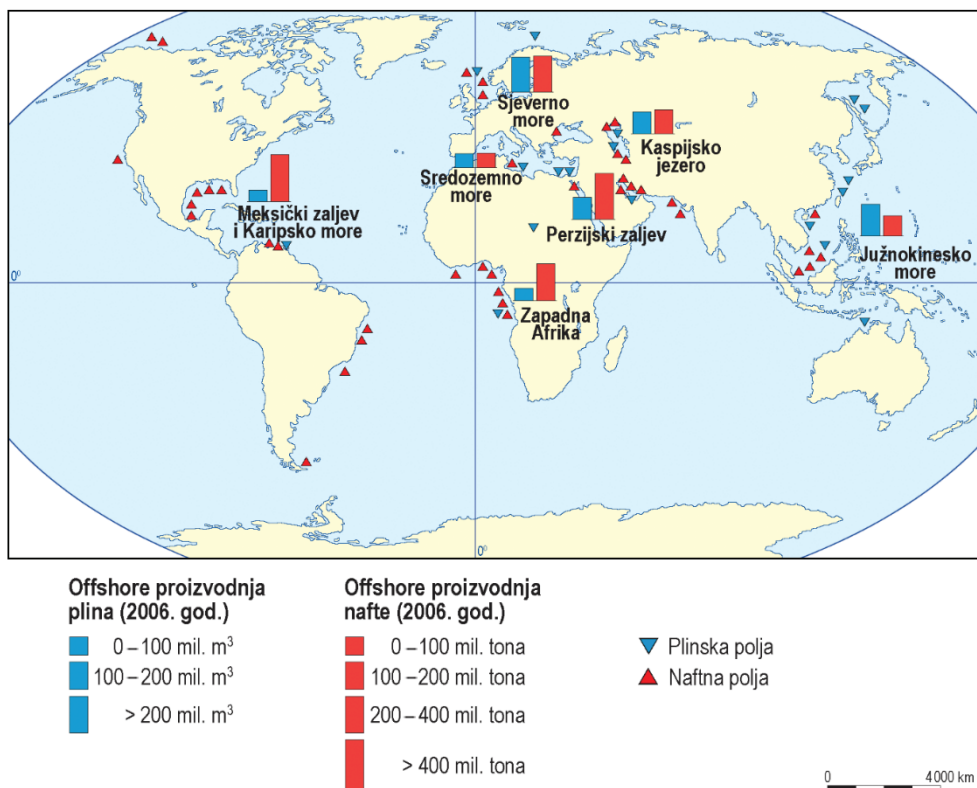 Sjeverno
more
Kaspijsko
jezero
Sredozemno
more
Meksički zaljev
i Karipsko more
Perzijski zaljev
Južnokinesko
more
0⁰
Zapadna
Afrika
0⁰
Offshore proizvodnja
plina (2006. god.)
0 – 100 mil. m³
100 – 200 mil. m³
> 200 mil. m³
Offshore proizvodnja
nafte (2006. god.)
0 – 100 mil. tona
100 – 200 mil. tona
200 – 400 mil. tona
> 400 mil. tona
Plinska polja
Naftna polja
0 4000 km